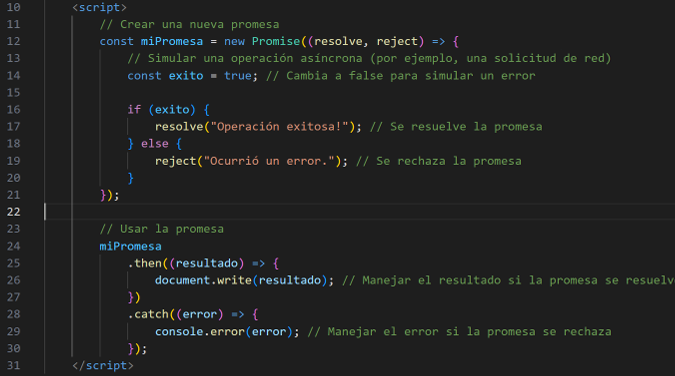 10 <script>
11 // Crear una nueva promesa
12 const miPromesa = new Promise((resolve, reject) => {
13 // Simular una operación asíncrona (por ejemplo, una solicitud de red)
14 const exito = true; // Cambia a false para simular un error
15
16 if (exito) {
17 resolve("Operación exitosa!"); // Se resuelve la promesa
18 } else {
19 reject("Ocurrió un error."); // Se rechaza la promesa
20 }
21 });
22
23 // Usar la promesa
24 miPromesa
25 .then((resultado) => {
26 document.write(resultado); // Manejar el resultado si la promesa se resuelv
27 })
28 .catch((error) => {
29 console.error(error); // Manejar el error si la promesa se rechaza
30 });
31 </script>